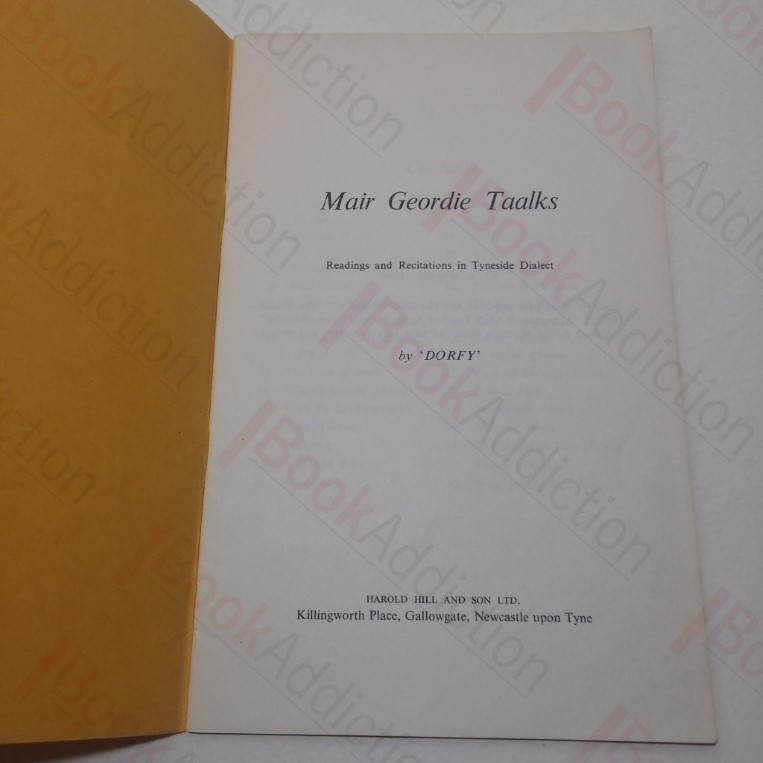 Mair Geordie Taalks
Readings and Recitations in Tyneside Dialect
by 'DORFY'
HAROLD HILL AND SON LTD.
Killingworth Place, Gallowgate, Newcastle upon Tyne
BookAddiction